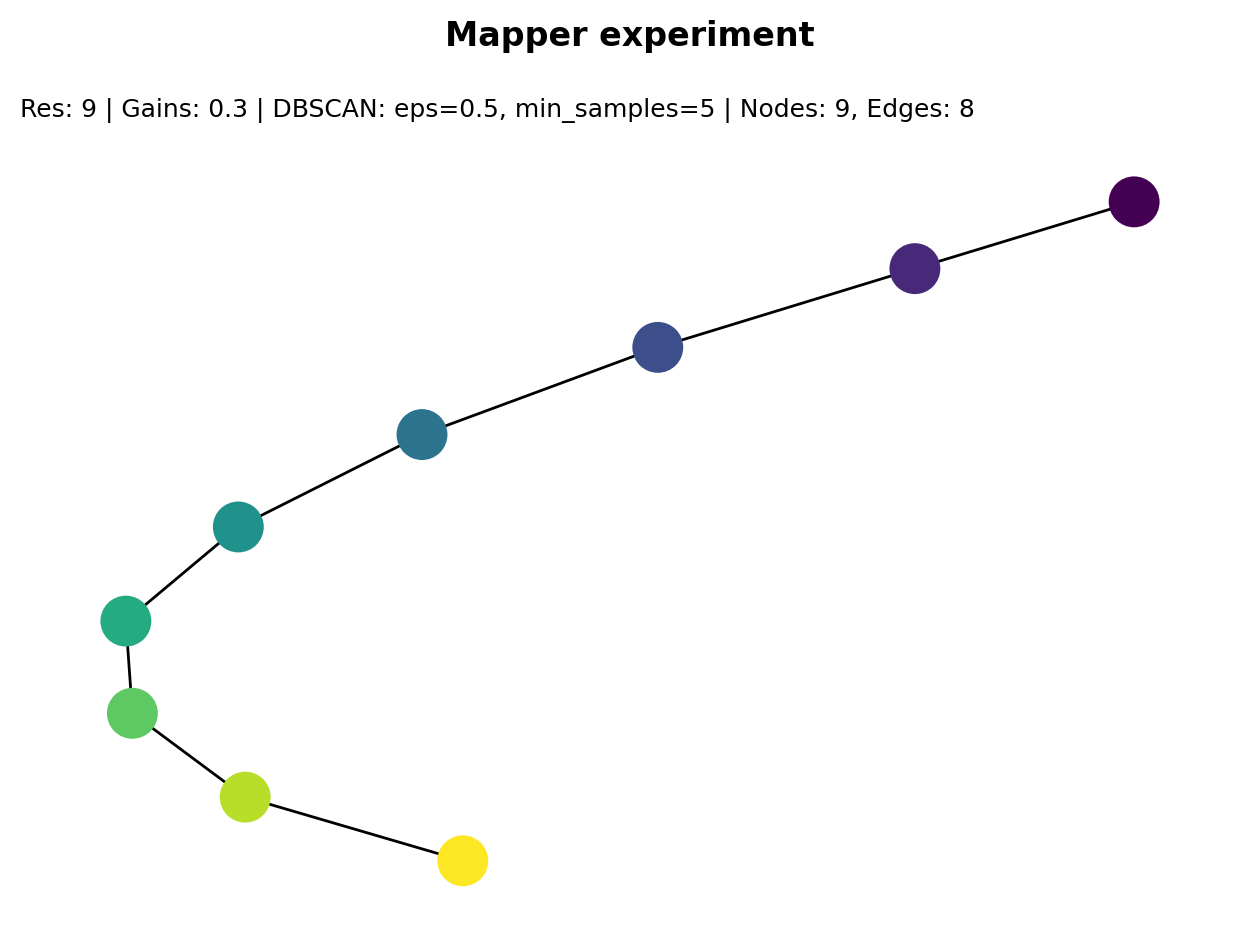 Mapper experiment
Res: 9 | Gains: 0.3 | DBSCAN: eps=0.5, min_samples=5 | Nodes: 9, Edges: 8